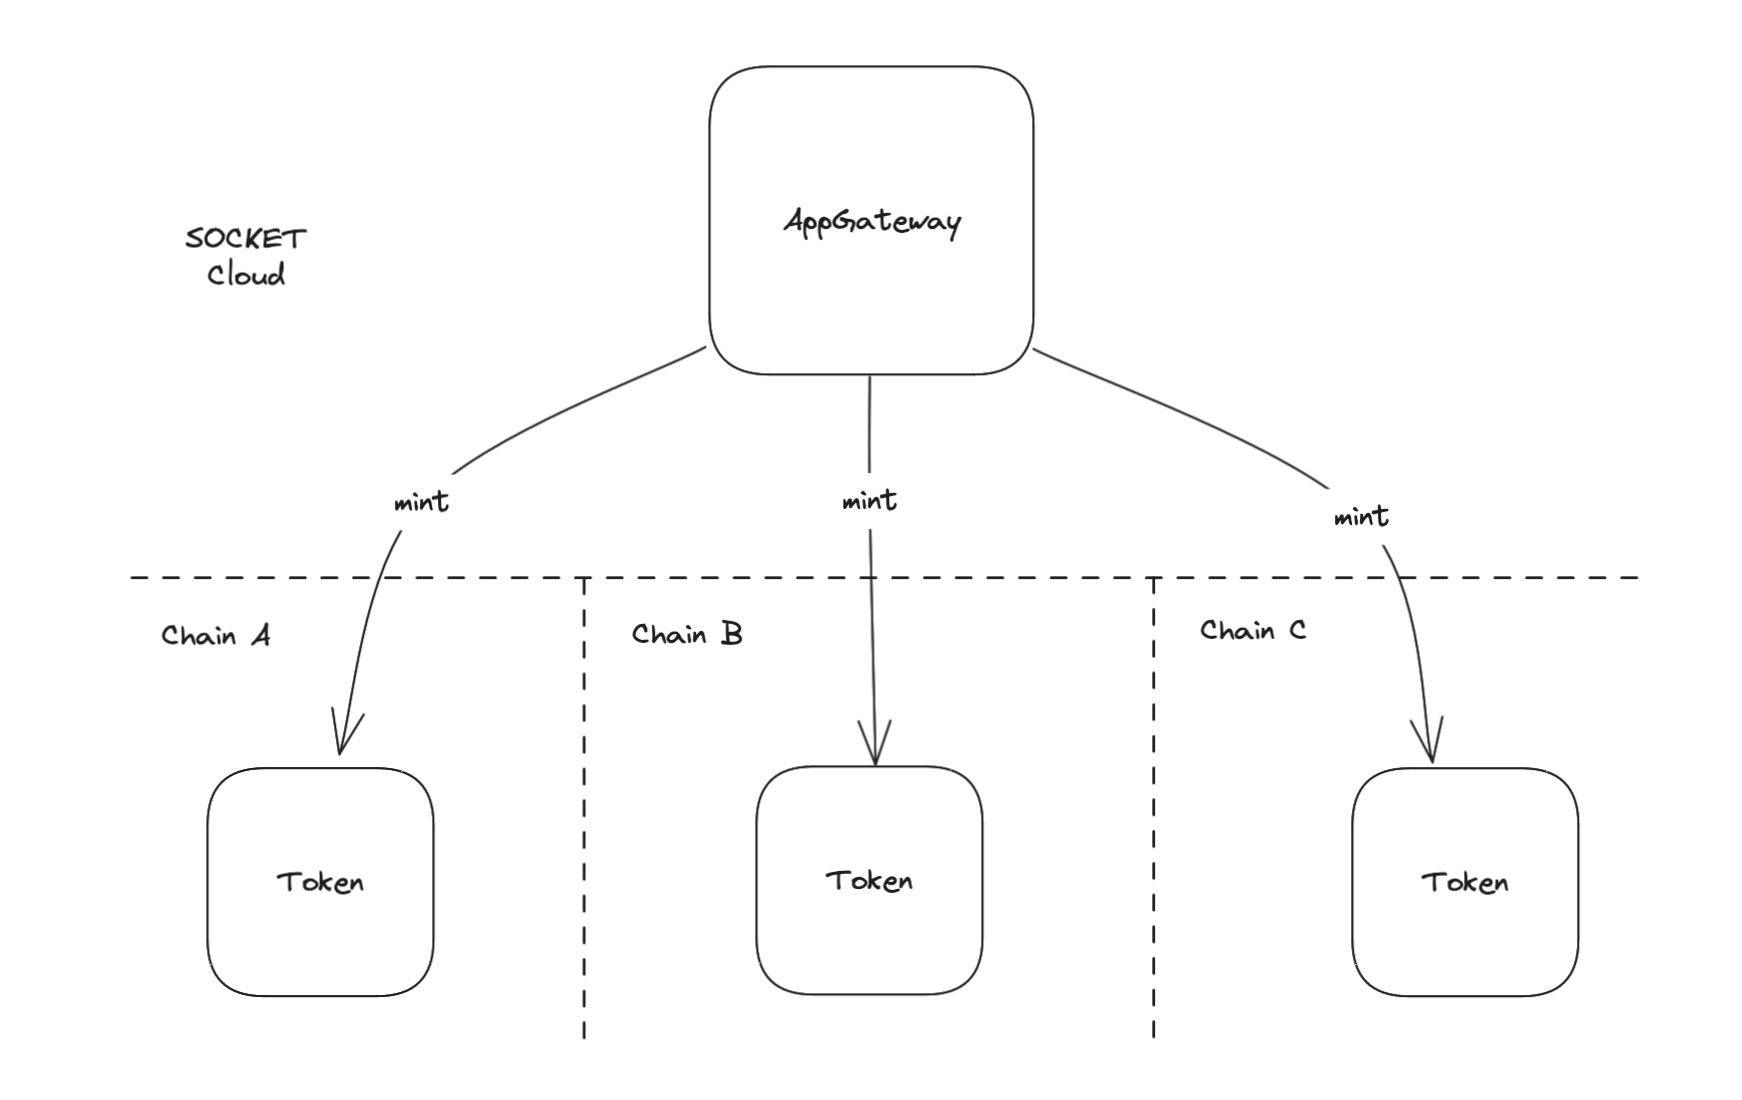 AppGateway
SOCKET
Cloud
mint
mint
mint
Chain A
Chain B
Chain C
Token
Token
Token